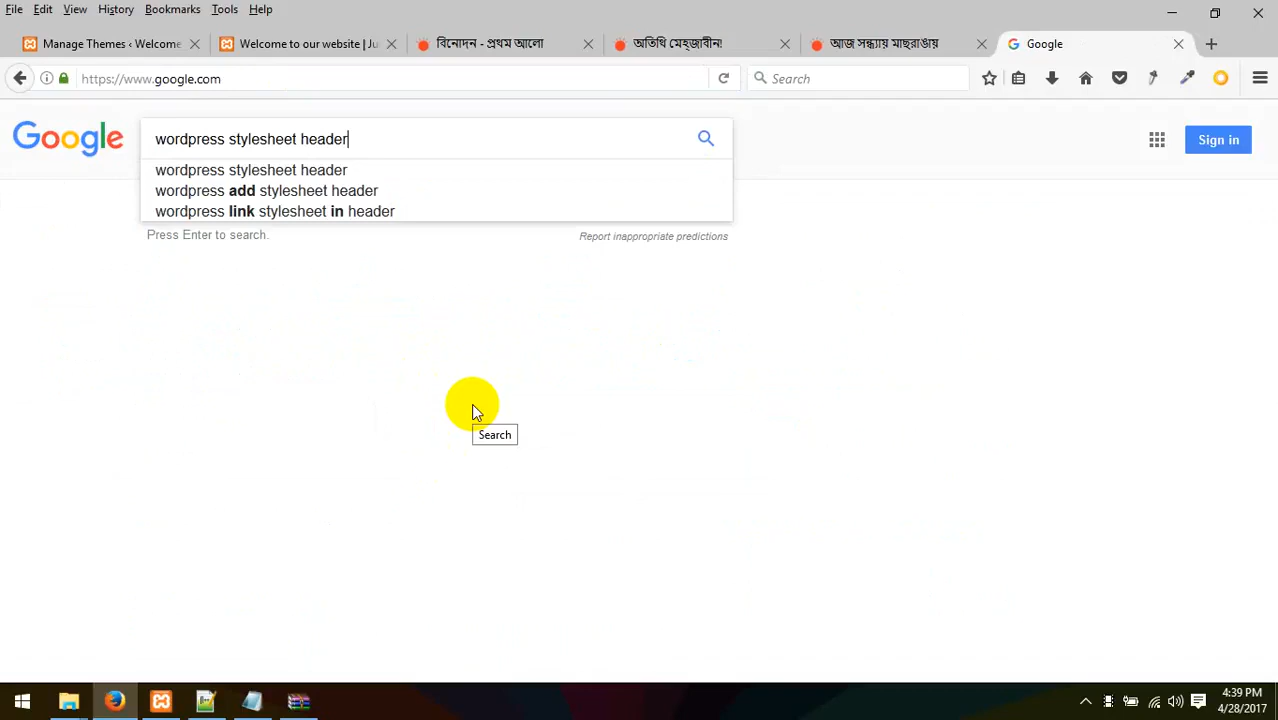 File Edit View History Bookmarks Tools Help
Manage Themes ‹ Welcome
Welcome to our website | Ju
বিনোদন - প্রথম আলো
অতিথি মেহ্জাবীন!
আজ সন্ধ্যায় মাছরাঙায়
Google
https://www.google.com
Search
Google
wordpress stylesheet header
Sign in
wordpress stylesheet header
wordpress add stylesheet header
wordpress link stylesheet in header
Press Enter to search.
Report inappropriate predictions
Search
4:39 PM
4/28/2017